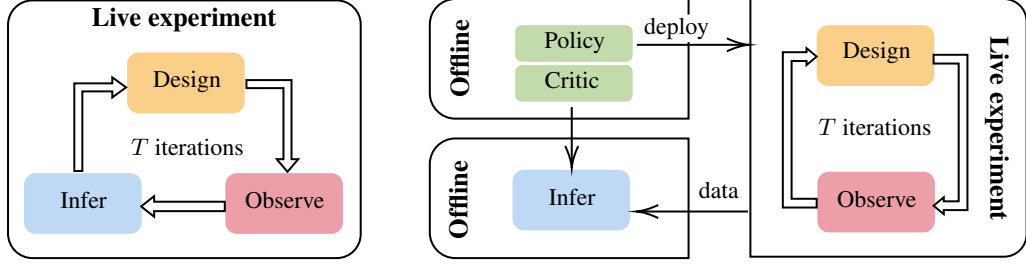 Live experiment
Design
T iterations
Infer
Observe
Offline
Policy
Critic
deploy
Offline
Infer
data
Design
T iterations
Observe
Live experiment